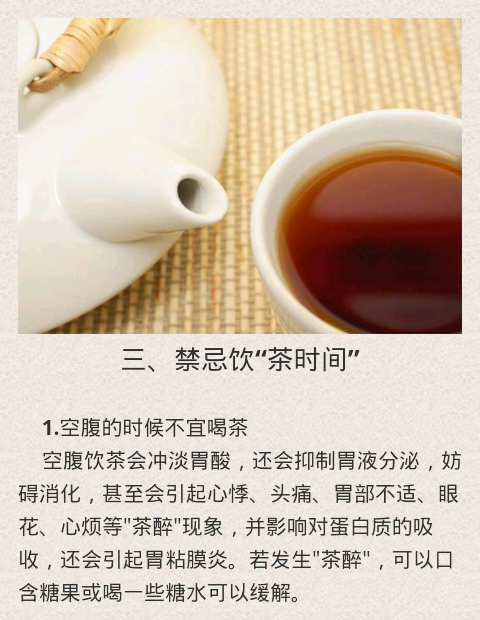 三、禁忌饮“茶时间”
1.空腹的时候不宜喝茶
空腹饮茶会冲淡胃酸，还会抑制胃液分泌，妨
碍消化，甚至会引起心悸、头痛、胃部不适、眼
花、心烦等"茶醉"现象，并影响对蛋白质的吸
收，还会引起胃粘膜炎。若发生"茶醉"，可以口
含糖果或喝一些糖水可以缓解。